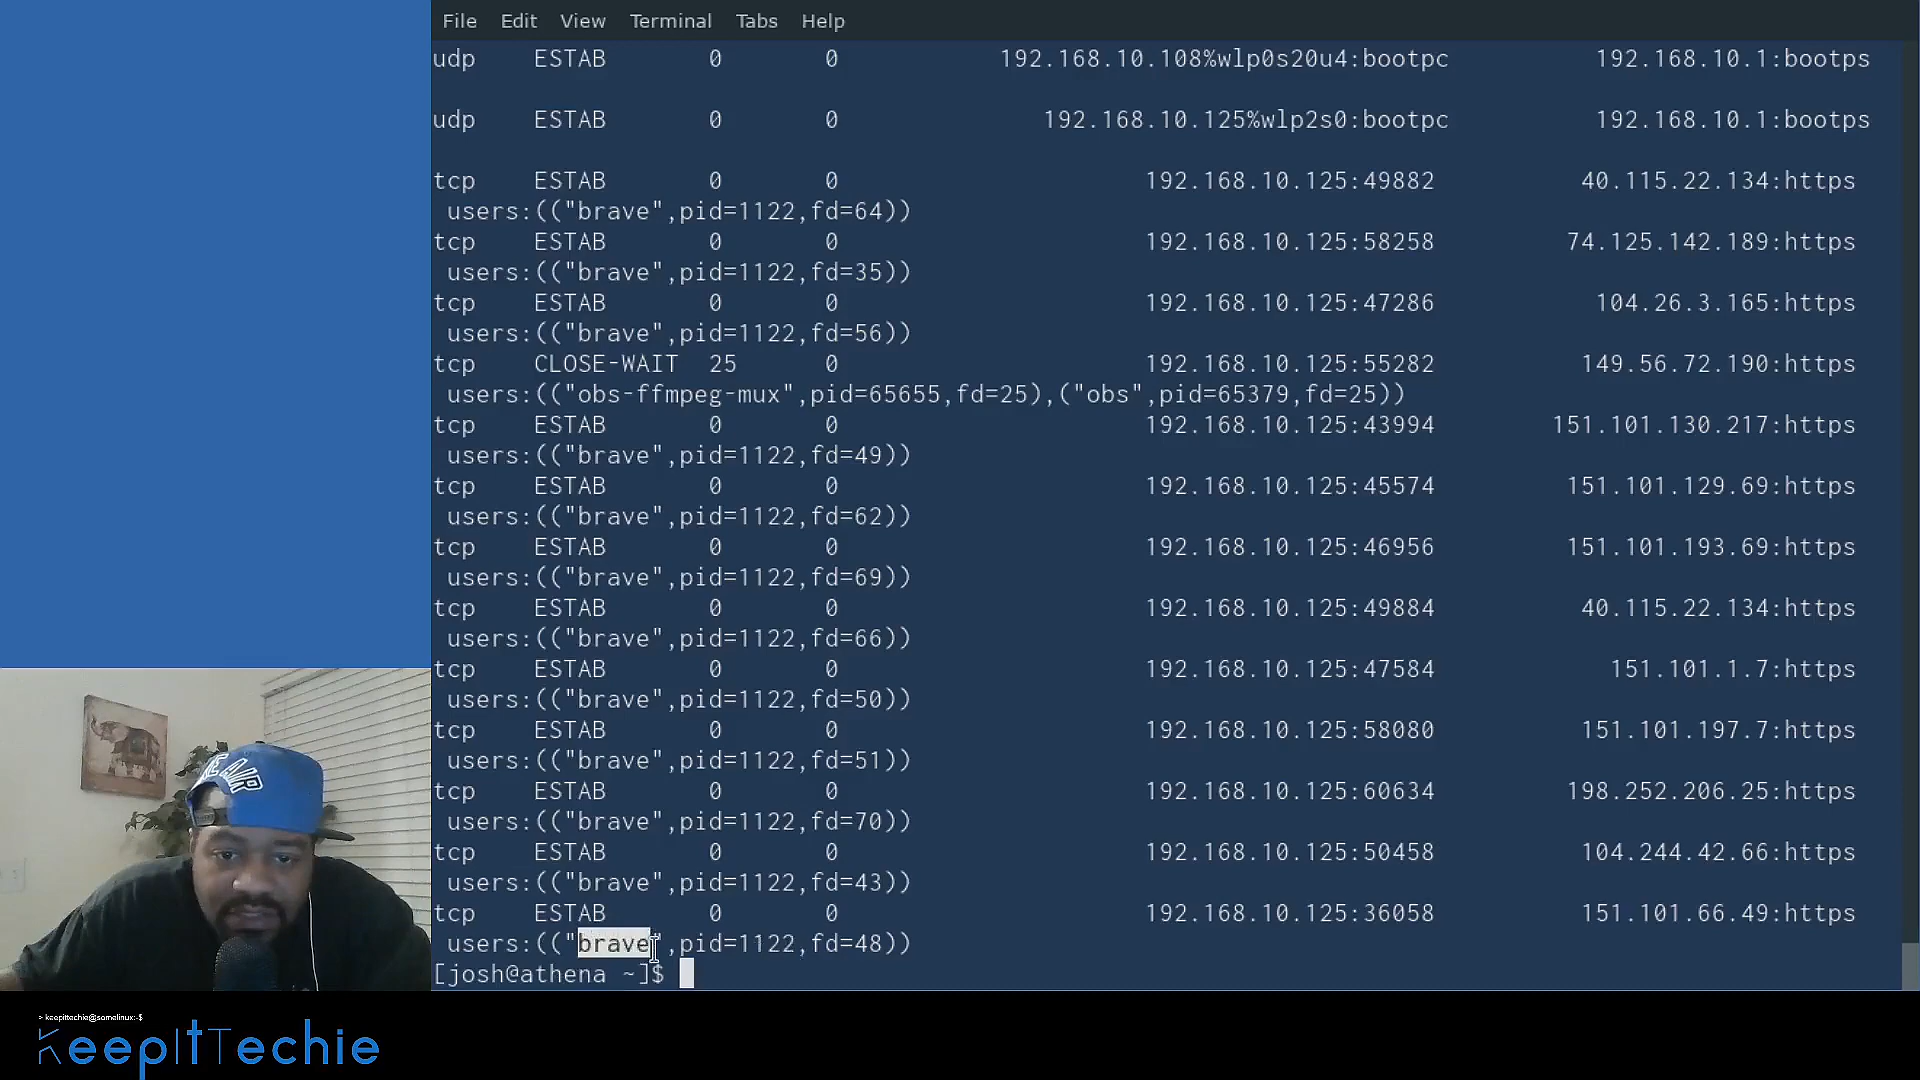 File Edit View Terminal Tabs Help
udp ESTAB 0 0 192.168.10.108%wlp0s20u4:bootpc 192.168.10.1:bootps
udp ESTAB 0 0 192.168.10.125%wlp2s0:bootpc 192.168.10.1:bootps
tcp ESTAB 0 0 192.168.10.125:49882 40.115.22.134:https
users:(("brave",pid=1122,fd=64))
tcp ESTAB 0 0 192.168.10.125:58258 74.125.142.189:https
users:(("brave",pid=1122,fd=35))
tcp ESTAB 0 0 192.168.10.125:47286 104.26.3.165:https
users:(("brave",pid=1122,fd=56))
tcp CLOSE-WAIT 25 0 192.168.10.125:55282 149.56.72.190:https
users:(("obs-ffmpeg-mux",pid=65655,fd=25),("obs",pid=65379,fd=25))
tcp ESTAB 0 0 192.168.10.125:43994 151.101.130.217:https
users:(("brave",pid=1122,fd=49))
tcp ESTAB 0 0 192.168.10.125:45574 151.101.129.69:https
users:(("brave",pid=1122,fd=62))
tcp ESTAB 0 0 192.168.10.125:46956 151.101.193.69:https
users:(("brave",pid=1122,fd=69))
tcp ESTAB 0 0 192.168.10.125:49884 40.115.22.134:https
users:(("brave",pid=1122,fd=66))
tcp ESTAB 0 0 192.168.10.125:47584 151.101.1.7:https
users:(("brave",pid=1122,fd=50))
tcp ESTAB 0 0 192.168.10.125:58080 151.101.197.7:https
users:(("brave",pid=1122,fd=51))
tcp ESTAB 0 0 192.168.10.125:60634 198.252.206.25:https
users:(("brave",pid=1122,fd=70))
tcp ESTAB 0 0 192.168.10.125:50458 104.244.42.66:https
users:(("brave",pid=1122,fd=43))
tcp ESTAB 0 0 192.168.10.125:36058 151.101.66.49:https
users:(("brave",pid=1122,fd=48))
[josh@athena ~]$
> keepittechie@somelinux:~$
KeepItTechie